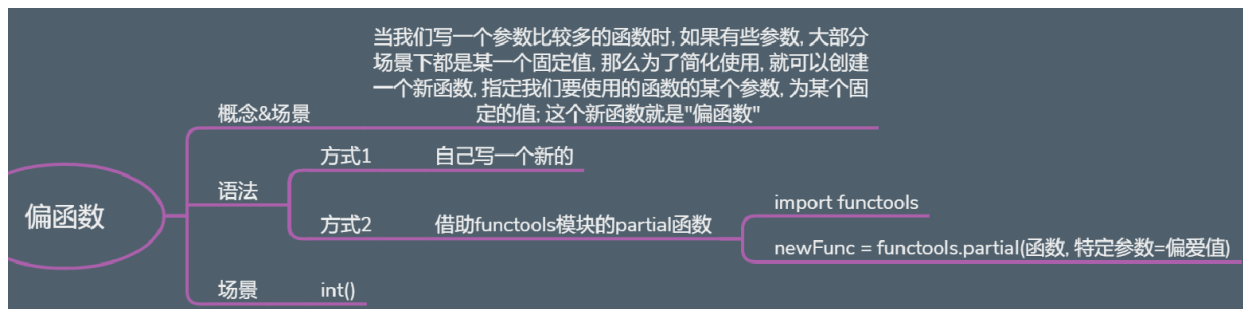 当我们写一个参数比较多的函数时, 如果有些参数, 大部分
场景下都是某一个固定值, 那么为了简化使用, 就可以创建
一个新函数, 指定我们要使用的函数的某个参数, 为某个固
定的值; 这个新函数就是"偏函数"
概念&场景
方式1
自己写一个新的
语法
偏函数
方式2
借助functools模块的partial函数
import functools
newFunc = functools.partial(函数, 特定参数=偏爱值)
场景
int()